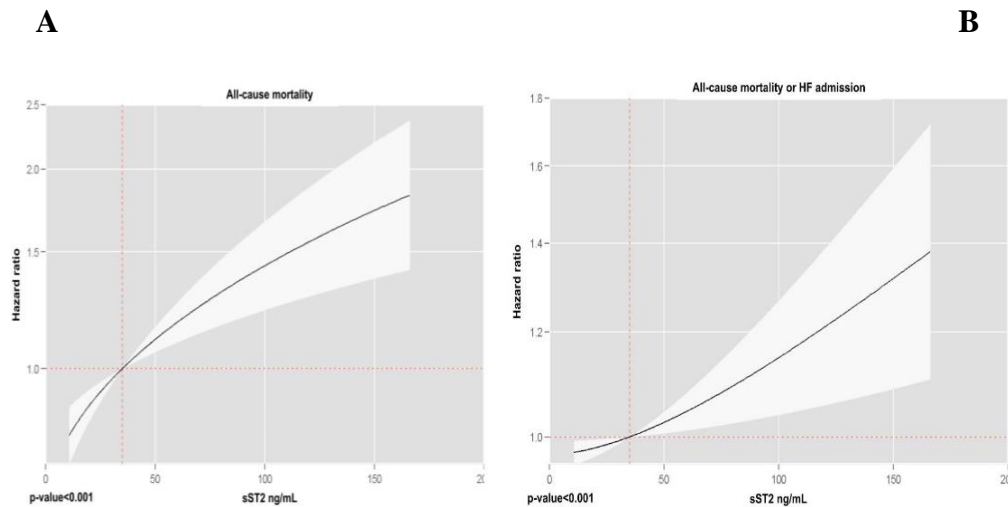 A
B
All-cause mortality
2.5
2.0
1.5
1.0
Hazard ratio
0
50
100
150
20
p-value<0.001
sST2 ng/mL
All-cause mortality or HF admission
1.8
1.6
1.4
1.2
1.0
Hazard ratio
0
50
100
150
20
p-value<0.001
sST2 ng/mL